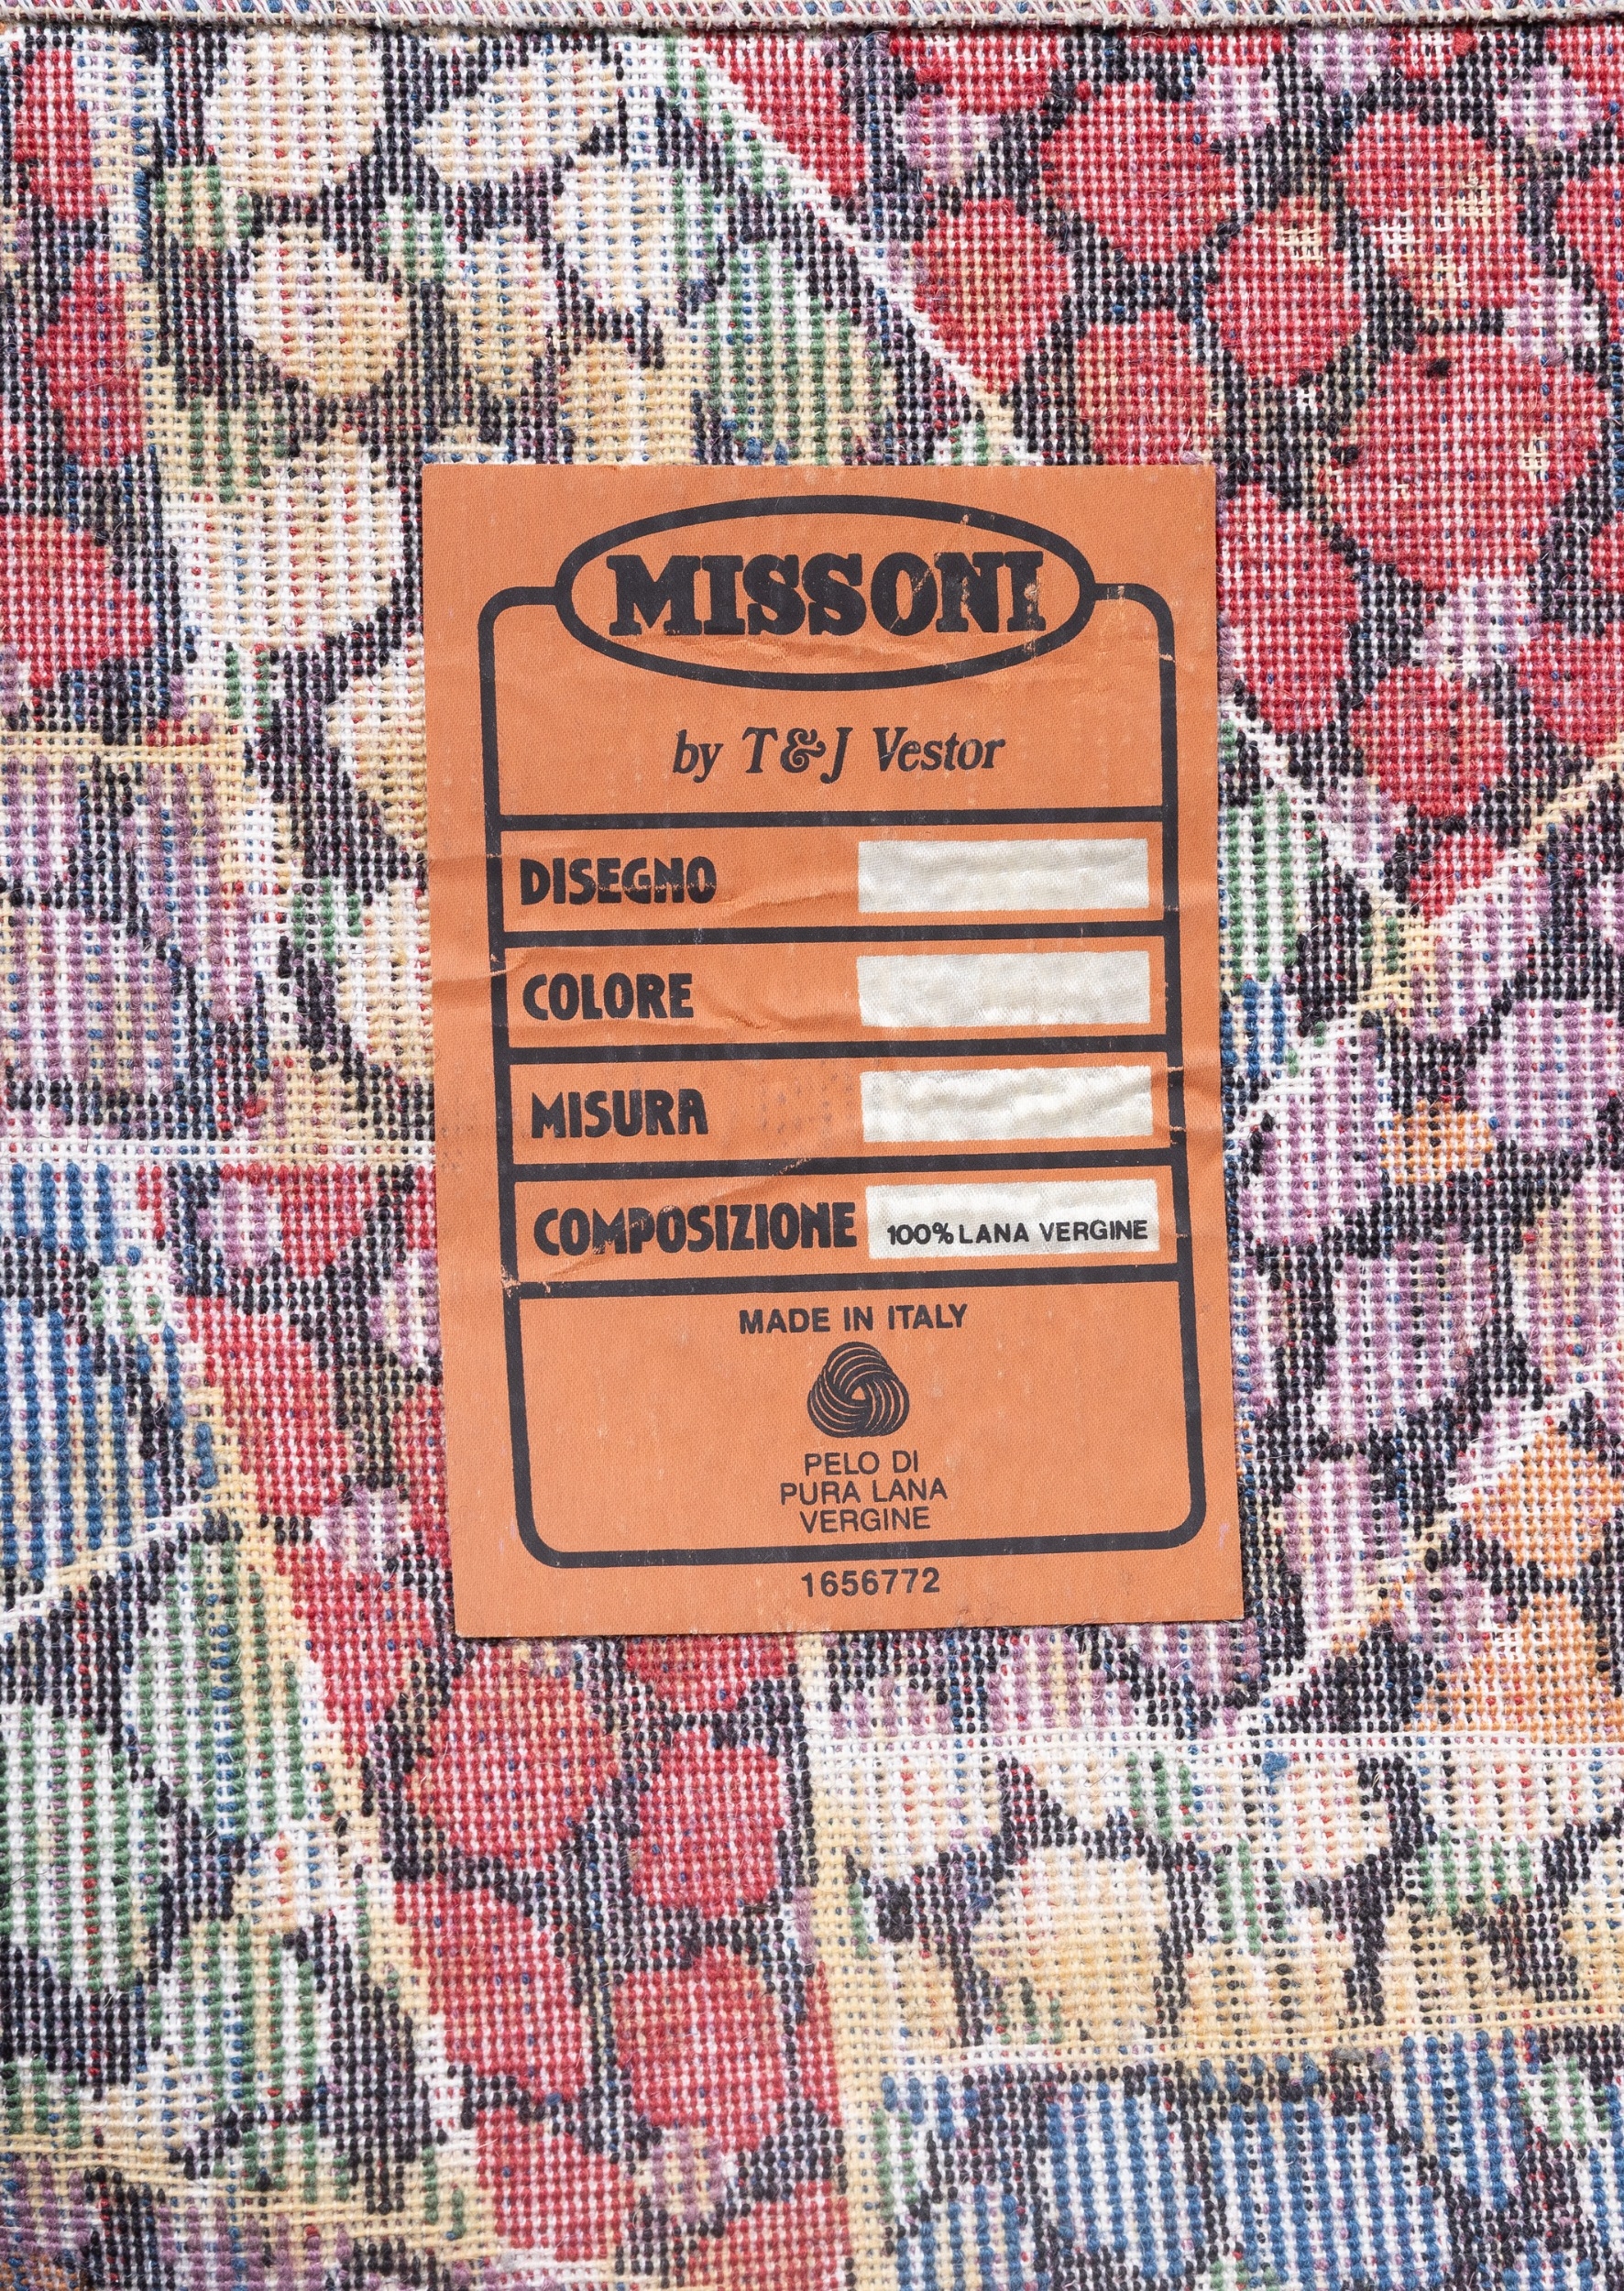 MISSONI
by T&J Vestor
DISEGNO
COLORE
MISURA
COMPOSIZIONE 100% LANA VERGINE
MADE IN ITALY
PELO DI
PURA LANA
VERGINE
1656772